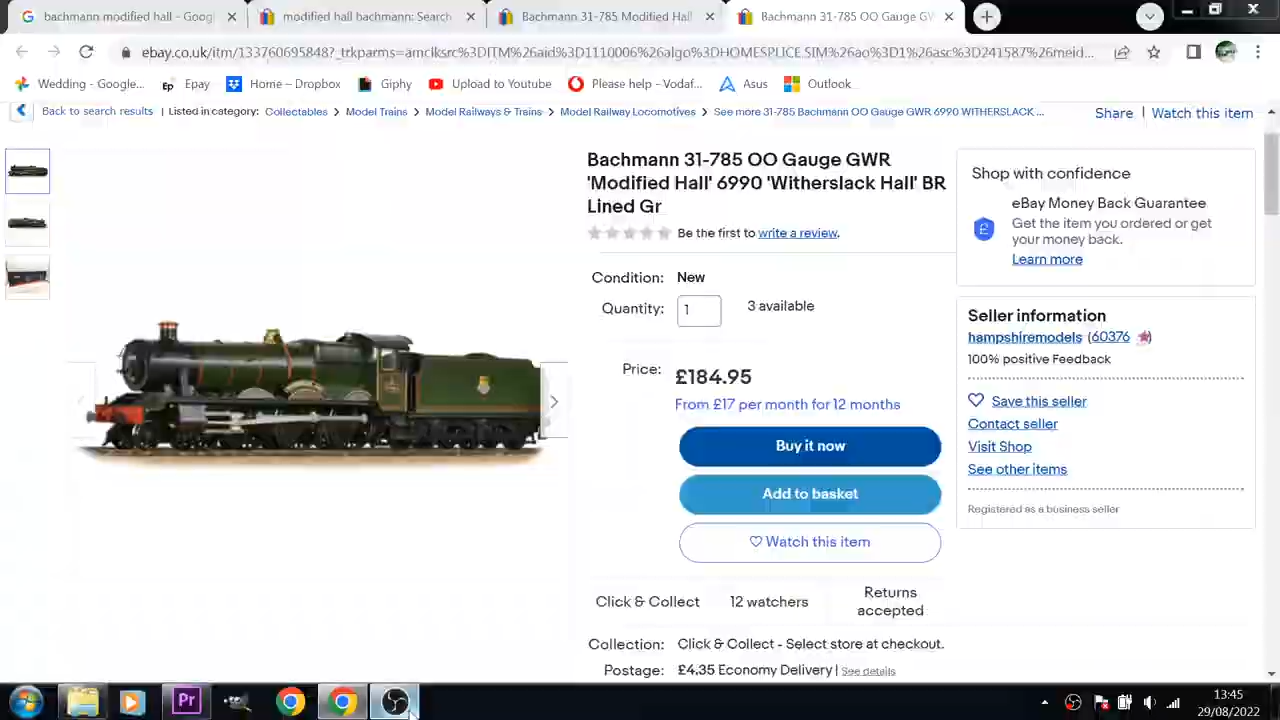 bachmann modified hall - Googl
modified hall bachmann: Search
Bachmann 31-785 Modified Hall
Bachmann 31-785 OO Gauge GW
ebay.co.uk/itm/133760695848?_trkparms=amclksrc%3DITM%26aid%3D1110006%26algo%3DHOMESPLICE.SIM%26ao%3D1%26asc%3D241587%26meid...
Wedding - Google...
ep Epay
Home – Dropbox
Giphy
Upload to Youtube
Please help – Vodaf...
Asus
Outlook
Back to search results | Listed in category: Collectables > Model Trains > Model Railways & Trains > Model Railway Locomotives > See more 31-785 Bachmann OO Gauge GWR 6990 WITHERSLACK ...
Share | Watch this item
Bachmann 31-785 OO Gauge GWR
'Modified Hall' 6990 'Witherslack Hall' BR
Lined Gr
Be the first to write a review.
Condition: New
Quantity: 1 3 available
Price: £184.95
From £17 per month for 12 months
Buy it now
Add to basket
Watch this item
Click & Collect 12 watchers Returns
accepted
Collection: Click & Collect - Select store at checkout.
Postage: £4.35 Economy Delivery | See details
Shop with confidence
eBay Money Back Guarantee
Get the item you ordered or get
your money back.
Learn more
Seller information
hampshiremodels (60376)
100% positive Feedback
Save this seller
Contact seller
Visit Shop
See other items
Registered as a business seller
Pr
13:45
29/08/2022